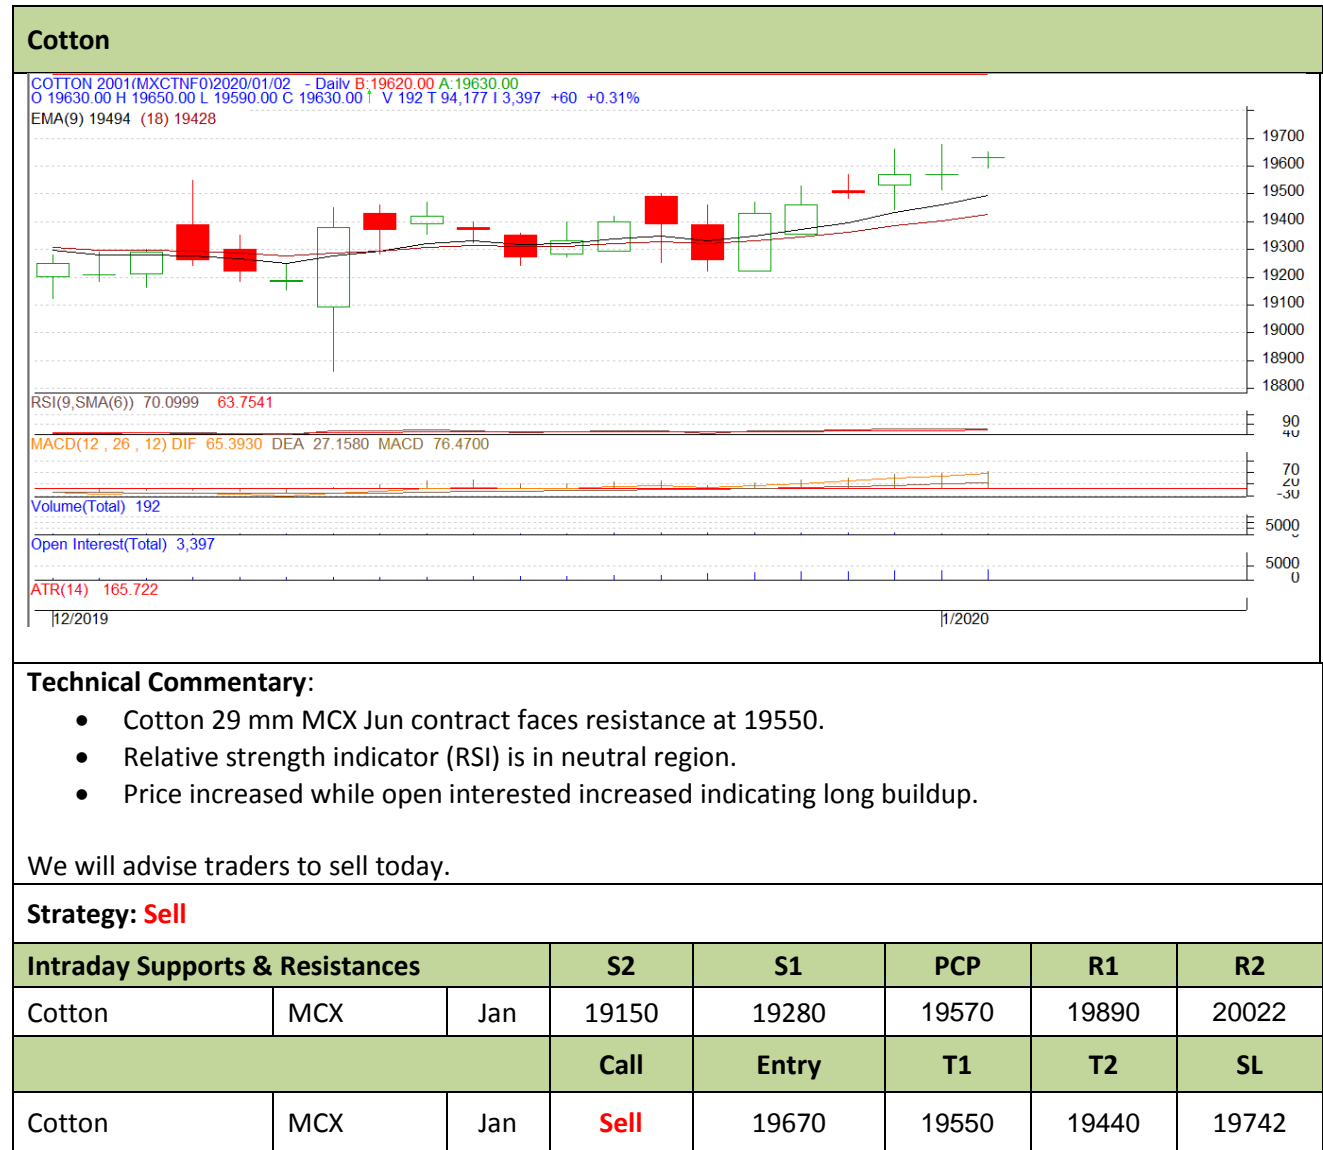 Cotton
COTTON 2001(MXCTNF0)2020/01/02 - Daily B:19620.00 A:19630.00
O 19630.00 H 19650.00 L 19590.00 C 19630.00↑ V 192 T 94,177 I 3,397 +60 +0.31%
EMA(9) 19494 (18) 19428
19700
19600
19500
19400
19300
19200
19100
19000
18900
18800
RSI(9,SMA(6)) 70.0999 63.7541
90
40
MACD(12 , 26 , 12) DIF 65.3930 DEA 27.1580 MACD 76.4700
70
20
-30
Volume(Total) 192
5000
Open Interest(Total) 3,397
5000
0
ATR(14) 165.722
12/2019 1/2020
Technical Commentary:
• Cotton 29 mm MCX Jun contract faces resistance at 19550.
• Relative strength indicator (RSI) is in neutral region.
• Price increased while open interested increased indicating long buildup.
We will advise traders to sell today.
Strategy: Sell
Intraday Supports & Resistances S2 S1 PCP R1 R2
Cotton MCX Jan 19150 19280 19570 19890 20022
Call Entry T1 T2 SL
Cotton MCX Jan Sell 19670 19550 19440 19742